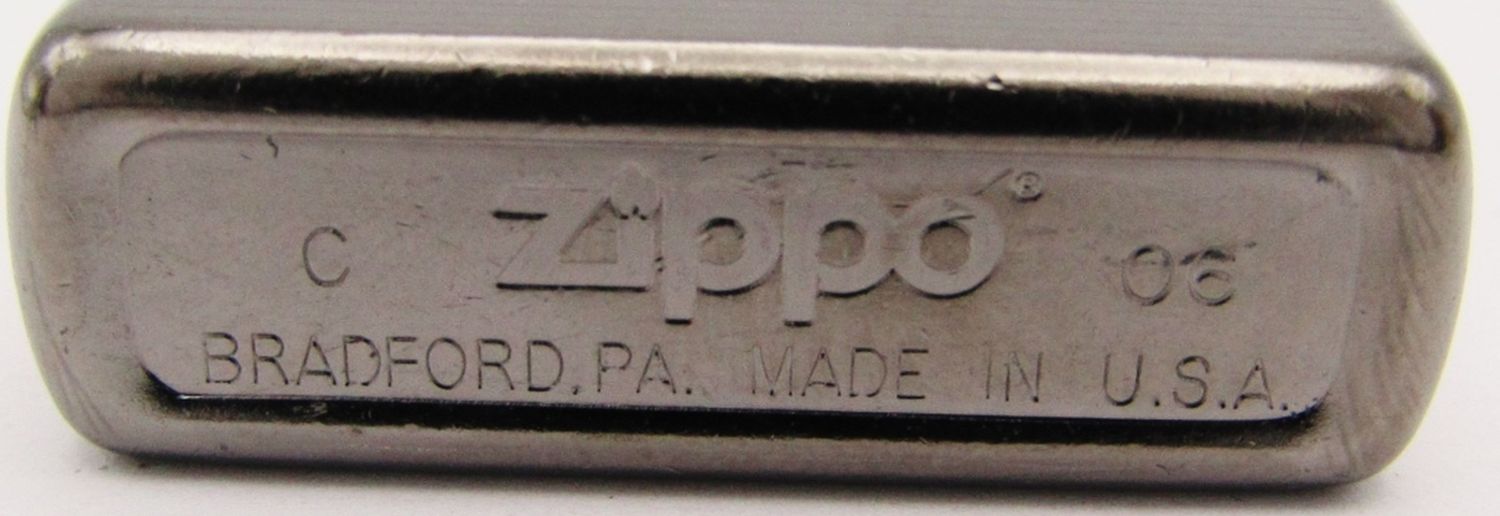 C Zippo® 06
BRADFORD, PA. MADE IN U.S.A.